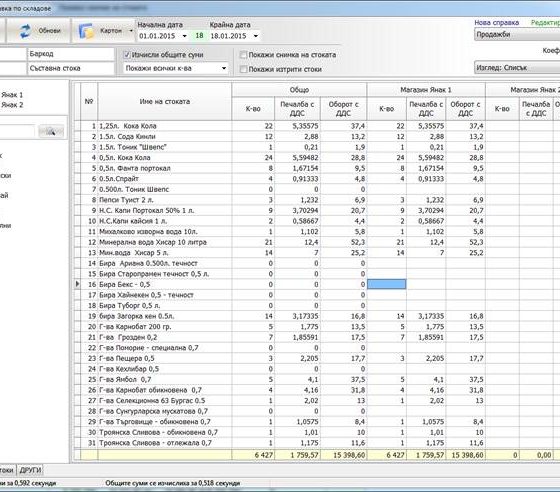 вка по складове
Обнови
Картон
Начална дата
Крайна дата
01.01.2015
18
18.01.2015
Нова справка
Редактир
Продажби
Баркод
Съставна стока
Изчисли общите суми
Покажи всички к-ва
Покажи снимка на стоката
Покажи изтрити стоки
Коеф
Изглед: Списък
Янак 1
Янак 2
№ Име на стоката Общо Магазин Янак 1 Магазин Янак 2
К-во Печалба с ДДС Оборот с ДДС К-во Печалба с ДДС Оборот с ДДС К-во Печалба с ДДС
1 1,25л. Кока Кола 22 5,35575 37,4 22 5,35575 37,4
2 1.5л. Сода Кинли 12 2,88 13,2 12 2,88 13,2
3 1.5л. Тоник "Швепс" 1 0,21 1,9 1 0,21 1,9
4 0,5л. Кока Кола 24 5,59482 28,8 24 5,59482 28,8
5 0,5л, Фанта портокал 8 1,67154 9,5 8 1,67154 9,5
6 0.5л.Спрайт 4 0,91333 4,8 4 0,91333 4,8
7 0.500л. Тоник Швепс 0 0 0
8 Пепси Туист 2 л. 3 1,232 6,9 3 1,232 6,9
9 Н.С. Капи Портокал 50% 1 л. 9 3,70294 20,7 9 3,70294 20,7
10 Н.С.Капи кайсия 1 л. 2 0,58667 4,4 2 0,58667 4,4
11 Михалково изворна вода 10л. 1 1,102 5,8 1 1,102 5,8
12 Минерална вода Хисар 10 литра 21 12,4 52,3 21 12,4 52,3
13 Мин.вода Хисар 5 л. 14 7 25,2 14 7 25,2
14 Бира Ариана 0.500л. течност 0 0 0
15 Бира Старопрамен течност 0,5 л. 0 0 0
16 Бира Бекс - 0,5 0 0 0
17 Бира Хайнекен 0,5 - течност 0 0 0
18 Бира Туборг 0,5 л. 0 0 0
19 бира Загорка кен 0.5л. 14 3,17335 16,8 14 3,17335 16,8
20 Г-ва Карнобат 200 гр. 5 1,775 13,5 5 1,775 13,5
21 Г-ва Грозден 0,2 7 1,85591 17,5 7 1,85591 17,5
22 Г-ва Поморие - специална 0,7 0 0 0
23 Г-ва Пещера 0,5 3 2,205 17,7 3 2,205 17,7
24 Г-ва Кехлибар 0,5 0 0 0
25 Г-ва Ямбол 0,7 5 4,1 37,5 5 4,1 37,5
26 Г-ва Карнобат обикновена 0,7 4 4,16 31,8 4 4,16 31,8
27 Г-ва Селекционна 63 Бургас 0.5 1 2,02 13 1 2,02 13
28 Г-ва Сунгурларска мускатова 0,7 0 0 0
29 Г-ва Търговище - обикновена 0,7 1 1,0575 8,4 1 1,0575 8,4
30 Троянска Сливова - обикновена 0,7 1 1,01 10 1 1,01 10
31 Троянска Сливова - отлежала 0,7 1 1,175 11,6 1 1,175 11,6
6 427 1 759,57 15 398,60 6 427 1 759,57 15 398,60 0 0,00
ДРУГИ
за 0,592 секунди
Общите суми се изчислиха за 0,518 секунди